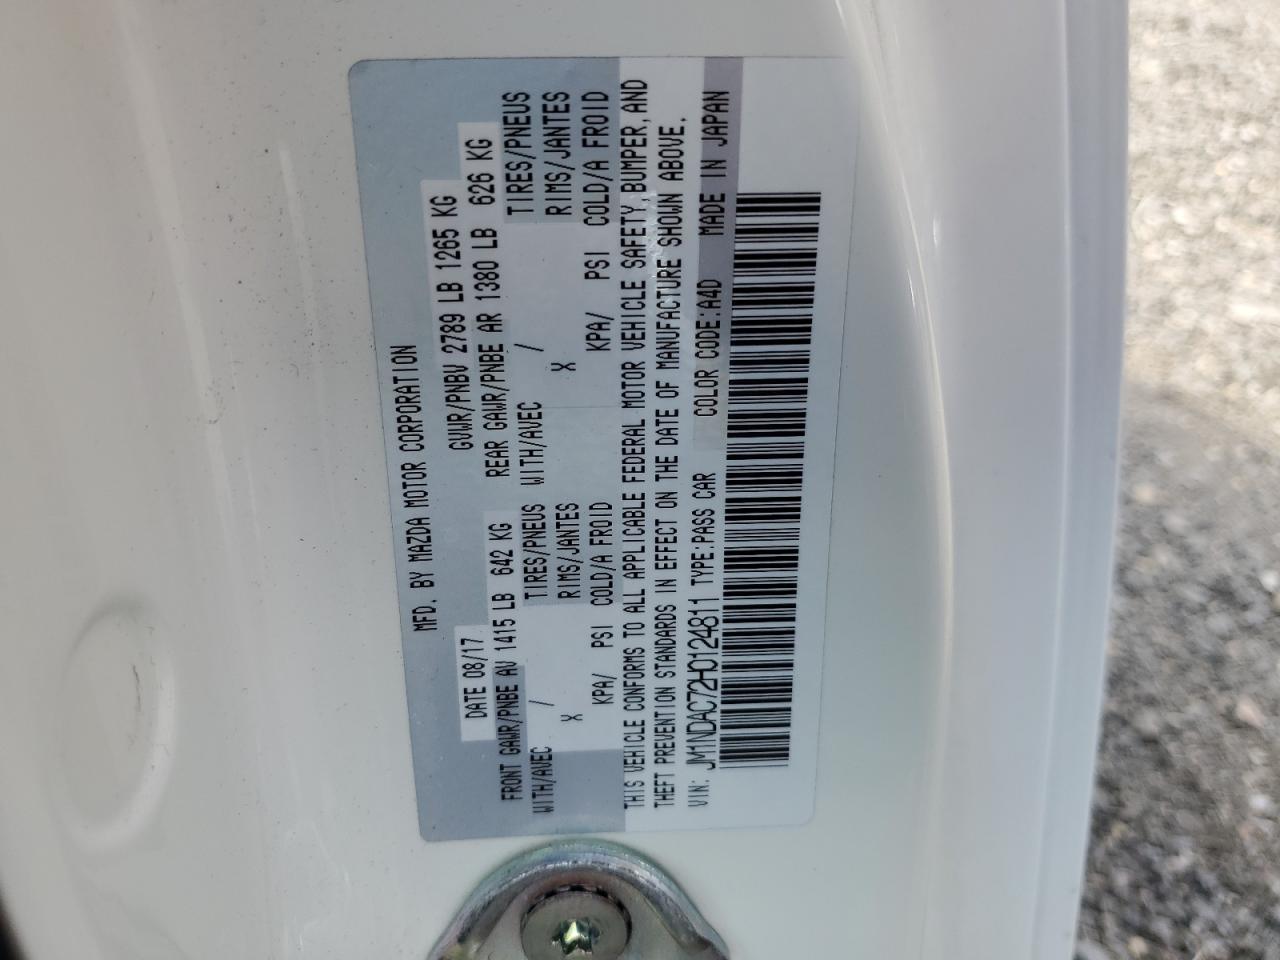 MFD. BY MAZDA MOTOR CORPORATION
DATE 08/17 GVWR/PNBV 2789 LB 1265 KG
FRONT GAWR/PNBE AV 1415 LB 642 KG REAR GAWR/PNBE AR 1380 LB 626 KG
WITH/AVEC / TIRES/PNEUS WITH/AVEC / TIRES/PNEUS
X RIMS/JANTES X RIMS/JANTES
KPA/ PSI COLD/A FROID KPA/ PSI COLD/A FROID
THIS VEHICLE CONFORMS TO ALL APPLICABLE FEDERAL MOTOR VEHICLE SAFETY, BUMPER, AND
THEFT PREVENTION STANDARDS IN EFFECT ON THE DATE OF MANUFACTURE SHOWN ABOVE.
VIN: JM1NDAC72H0124811 TYPE:PASS CAR COLOR CODE:A4D MADE IN JAPAN